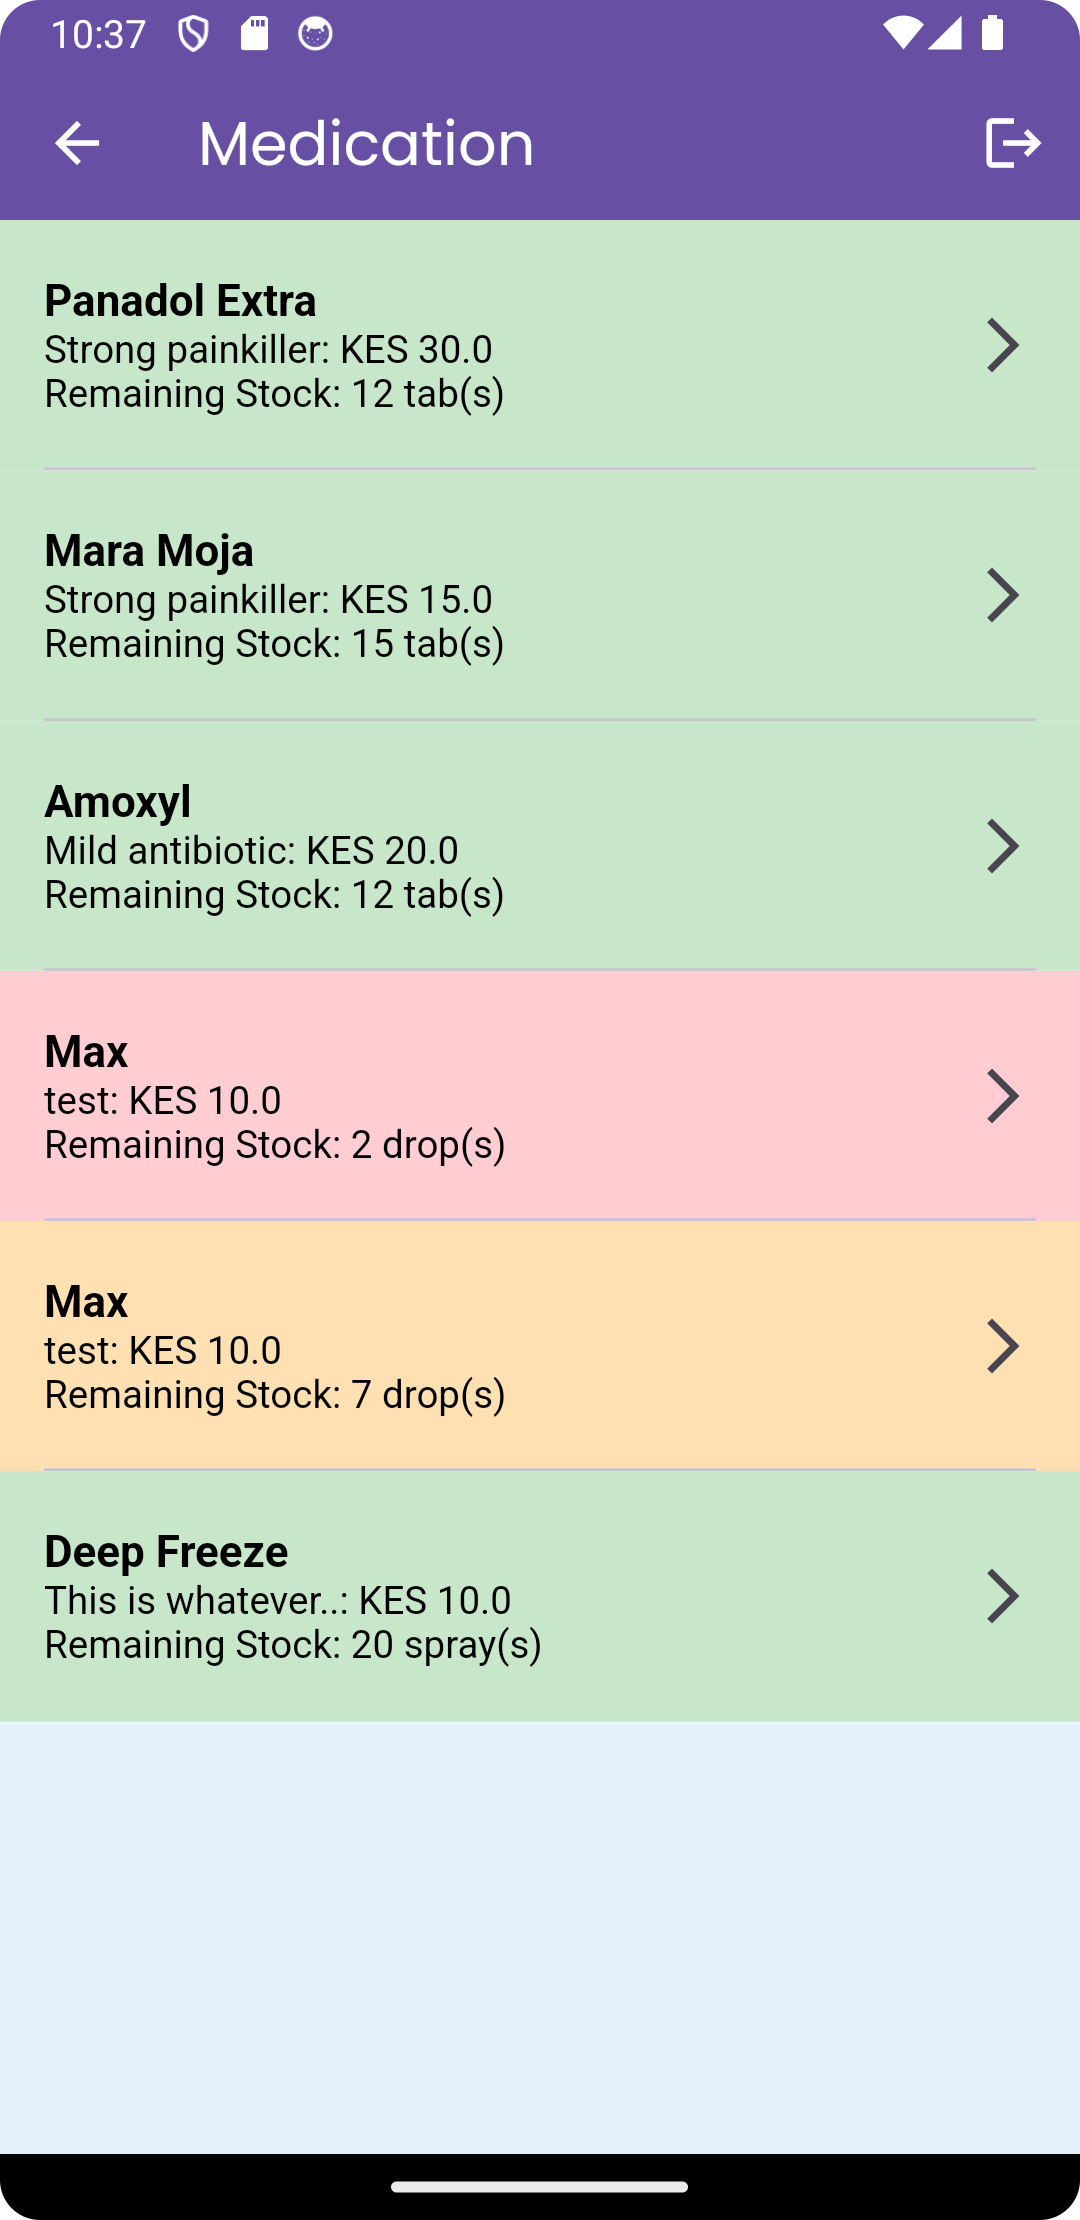 10:37
Medication
Panadol Extra
Strong painkiller: KES 30.0
Remaining Stock: 12 tab(s)
Mara Moja
Strong painkiller: KES 15.0
Remaining Stock: 15 tab(s)
Amoxyl
Mild antibiotic: KES 20.0
Remaining Stock: 12 tab(s)
Max
test: KES 10.0
Remaining Stock: 2 drop(s)
Max
test: KES 10.0
Remaining Stock: 7 drop(s)
Deep Freeze
This is whatever..: KES 10.0
Remaining Stock: 20 spray(s)